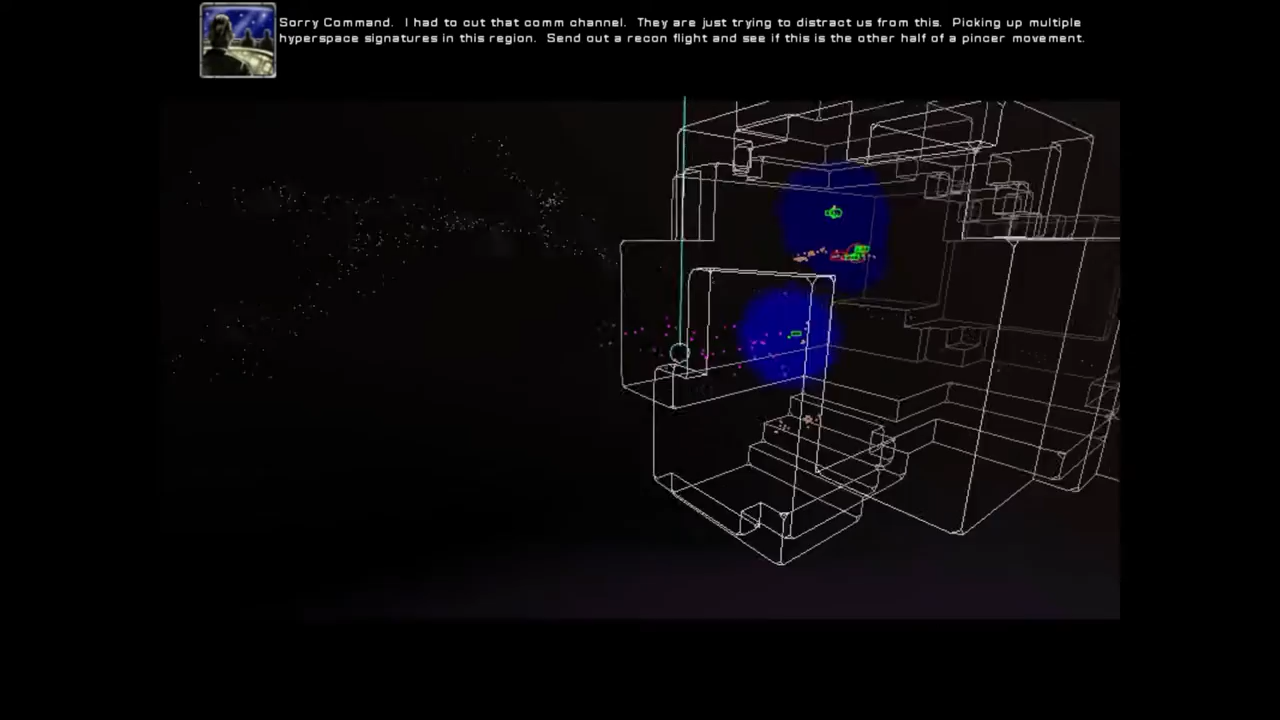 Sorry Command.  I had to cut that comm channel.  They are just trying to distract us from this.  Picking up multiple
hyperspace signatures in this region.  Send out a recon flight and see if this is the other half of a pincer movement.